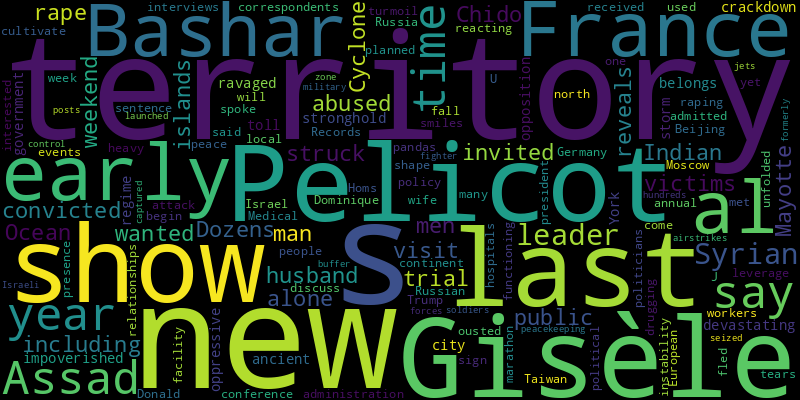 rape
interviews
correspondents
Cyclone
turmoil
Russia
Chido
received
used
crackdown
cultivate
Bashar
planned
time
reacting
France
territory
interested
government
week
weekend
posts
sentence
launched
events
control
islands
ravaged
will
spoke
toll
local
said
peace
zone
military
abused
stronghold
Records
struck
smiles
fall
U
opposition
one
north
reveals
belongs
raping
admitted
Beijing
storm
yet
jets
formerly
early
Pelicot
heavy
regime
captured
attack
begin
Israel
Medical
Homs
Dominique
pandas
shape
policy
wife
fighter
many
invited
Germany
president
York
Indian
Moscow
victims
hundreds
annual
al
met
unfolded
Mayotte
convicted
Ocean
wanted
Dozens
man
people
buffer
men
visit
continent
Russian
trial
leader
hospitals
functioning
come
airstrikes
politicians
Syrian
show
S
last
say
J
leverage
Israeli
presence
relationships
husband
discuss
alone
Trump
forces
soldiers
public
drugging
workers
year
including
impoverished
facility
oppressive
ancient
new
Gisèle
ousted
peacekeeping
city
sign
marathon
Taiwan
political
instability
European
devastating
seized
fled
tears
Assad
Donald
conference
administration